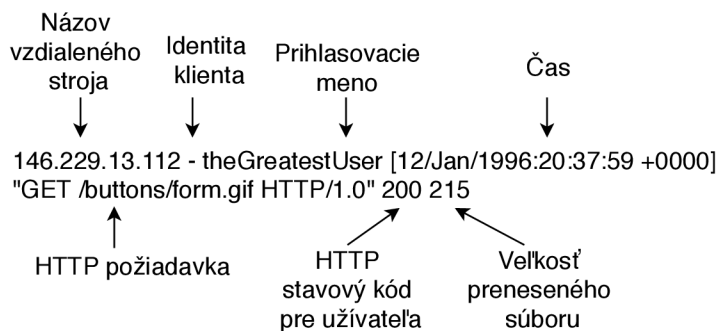 Názov
vzdialeného
stroja
Identita
klienta
Prihlasovacie
meno
Čas
146.229.13.112 - theGreatestUser [12/Jan/1996:20:37:59 +0000]
"GET /buttons/form.gif HTTP/1.0" 200 215
HTTP požiadavka
HTTP
stavový kód
pre užívateľa
Veľkosť
preneseného
súboru